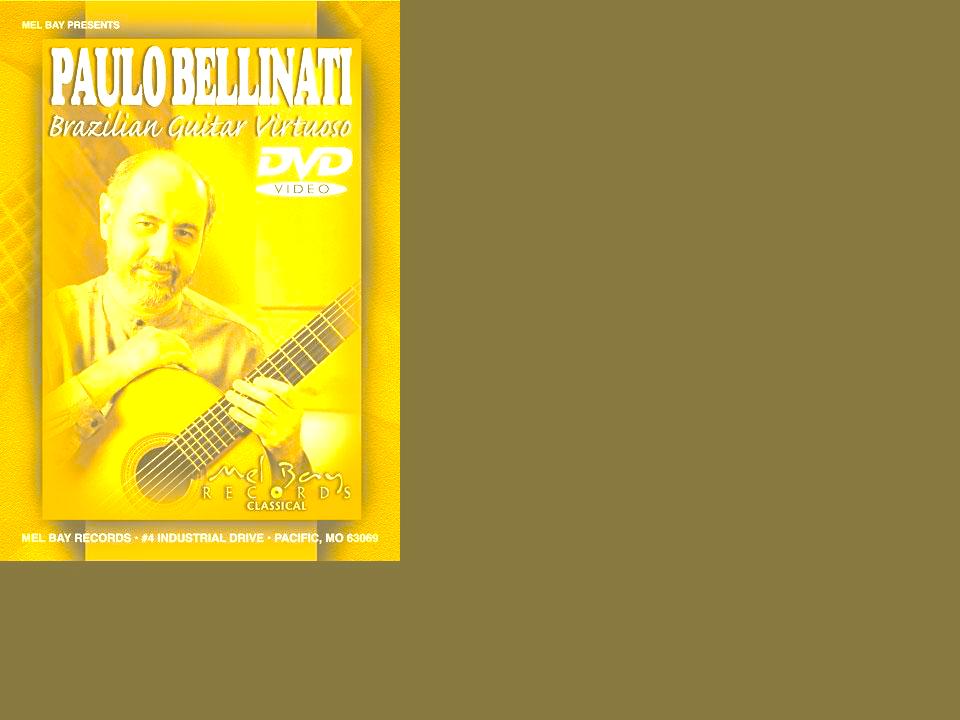 MEL BAY PRESENTS
PAULO BELLINATI
Brazilian Guitar Virtuoso
DVD
VIDEO
Mel Bay
RECORDS
CLASSICAL
MEL BAY RECORDS • #4 INDUSTRIAL DRIVE • PACIFIC, MO 63069